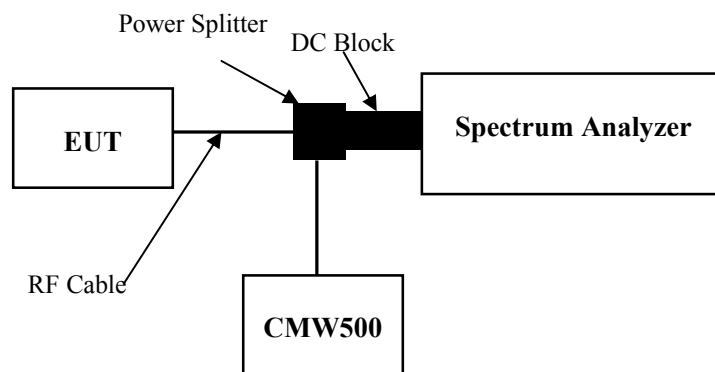 Power Splitter
DC Block
EUT
Spectrum Analyzer
RF Cable
CMW500